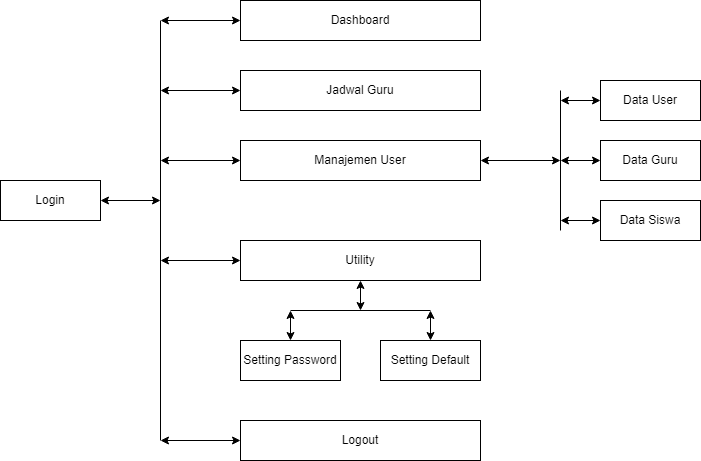 Dashboard
Jadwal Guru
Manajemen User
Data User
Data Guru
Data Siswa
Login
Utility
Setting Password
Setting Default
Logout